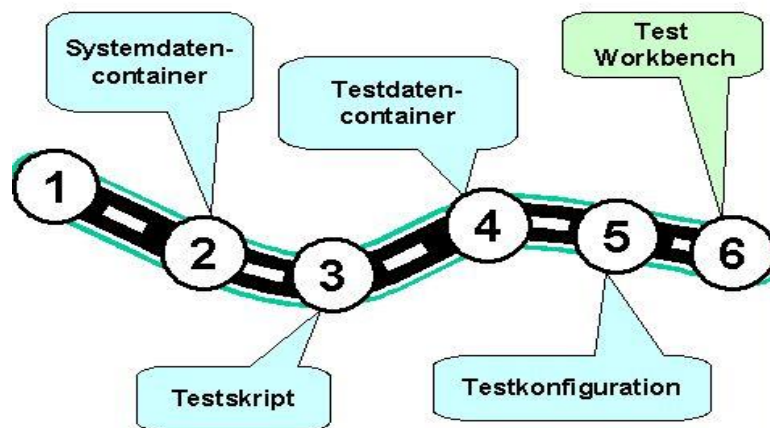 Systemdaten-
container
Test
Workbench
Testdaten-
container
1
2
3
4
5
6
Testskript
Testkonfiguration